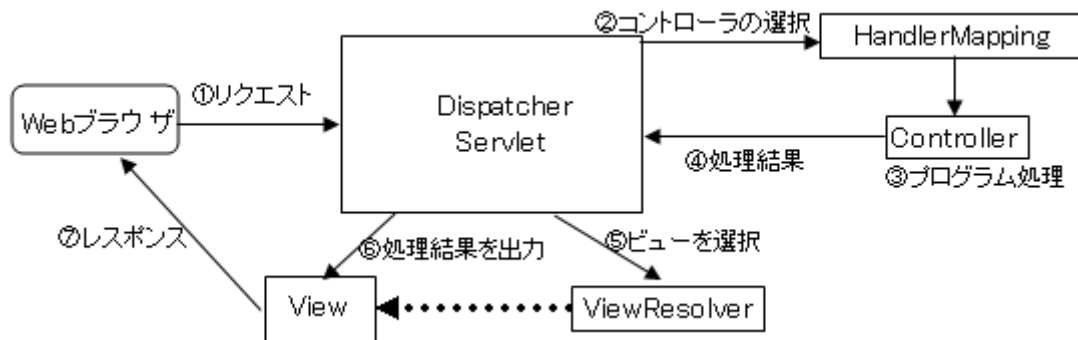 ②コントローラの選択
HandlerMapping
①リクエスト
Webブラウザ
Dispatcher
Servlet
Controller
④処理結果
③プログラム処理
⑦レスポンス
⑥処理結果を出力
⑤ビューを選択
View
ViewResolver